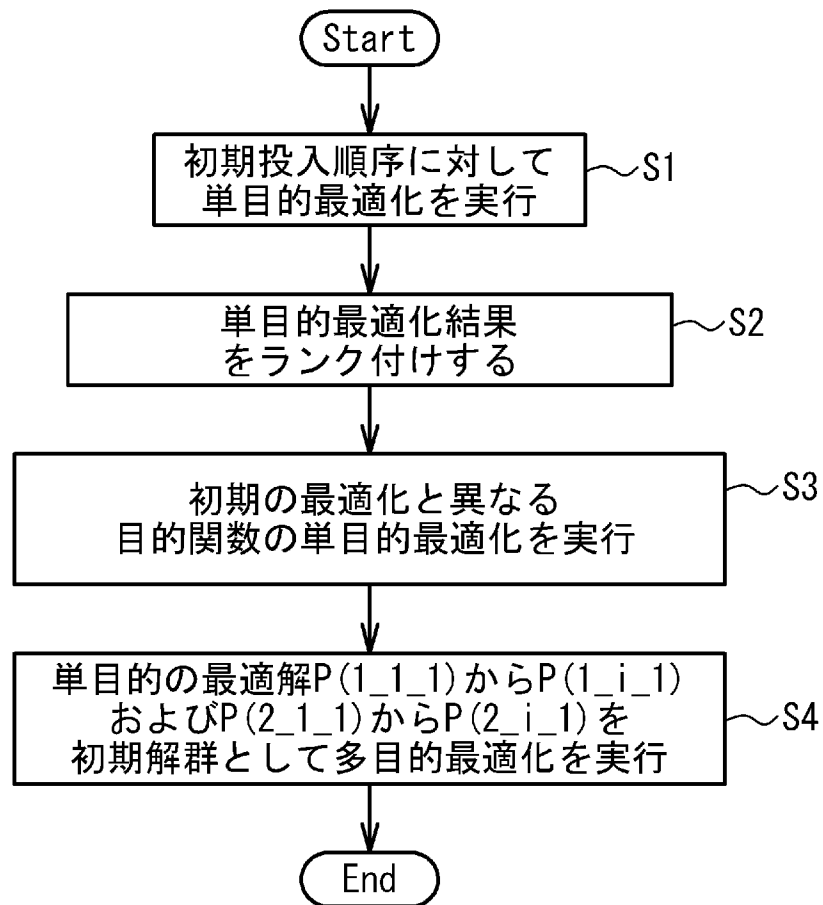 Start
初期投入順序に対して
単目的最適化を実行
S1
単目的最適化結果
をランク付けする
S2
初期の最適化と異なる
目的関数の単目的最適化を実行
S3
単目的の最適解P(1_1_1)からP(1_i_1)
およびP(2_1_1)からP(2_i_1)を
初期解群として多目的最適化を実行
S4
End